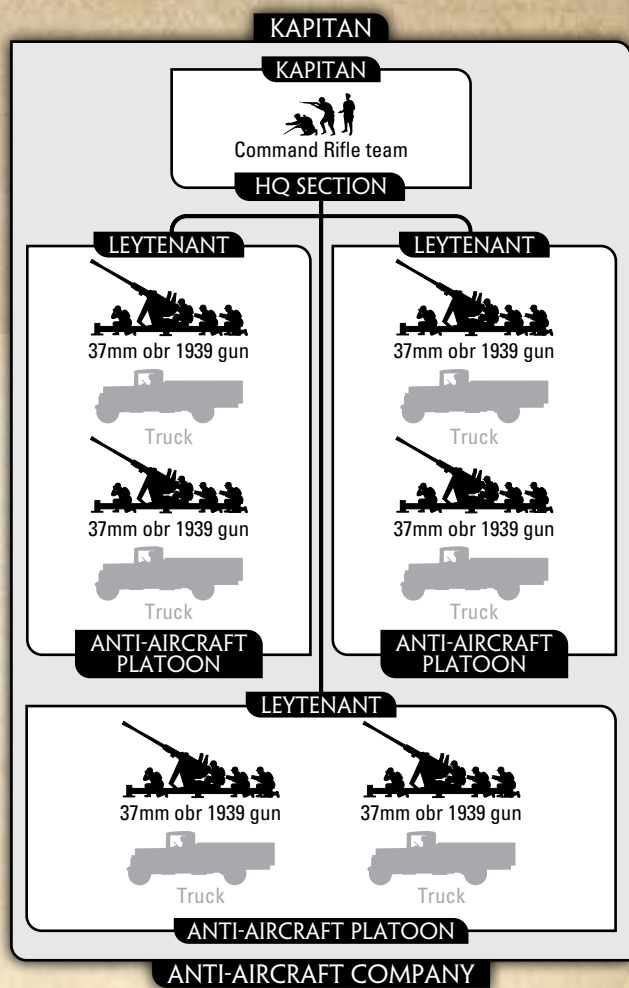 KAPITAN
KAPITAN
Command Rifle team
HQ SECTION
LEYTENANT
37mm obr 1939 gun
Truck
37mm obr 1939 gun
Truck
ANTI-AIRCRAFT
PLATOON
LEYTENANT
37mm obr 1939 gun
Truck
37mm obr 1939 gun
Truck
ANTI-AIRCRAFT
PLATOON
LEYTENANT
37mm obr 1939 gun
37mm obr 1939 gun
Truck
Truck
ANTI-AIRCRAFT PLATOON
ANTI-AIRCRAFT COMPANY